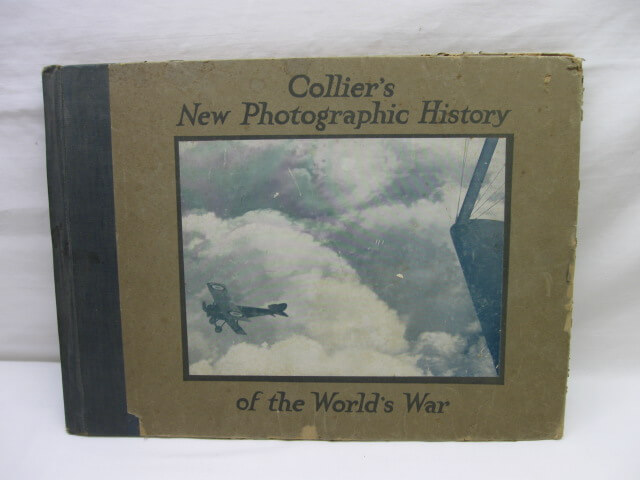 Collier's
New Photographic History
of the World's War